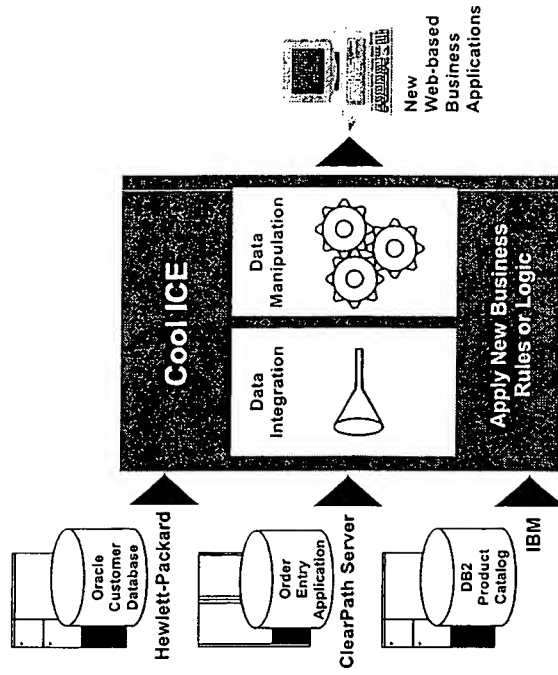 Oracle
Customer
Database
Hewlett-Packard
Order
Entry
Application
ClearPath Server
DB2
Product
Catalog
IBM
Cool ICE
Data
Integration
Data
Manipulation
Apply New Business
Rules or Logic
New
Web-based
Business
Applications